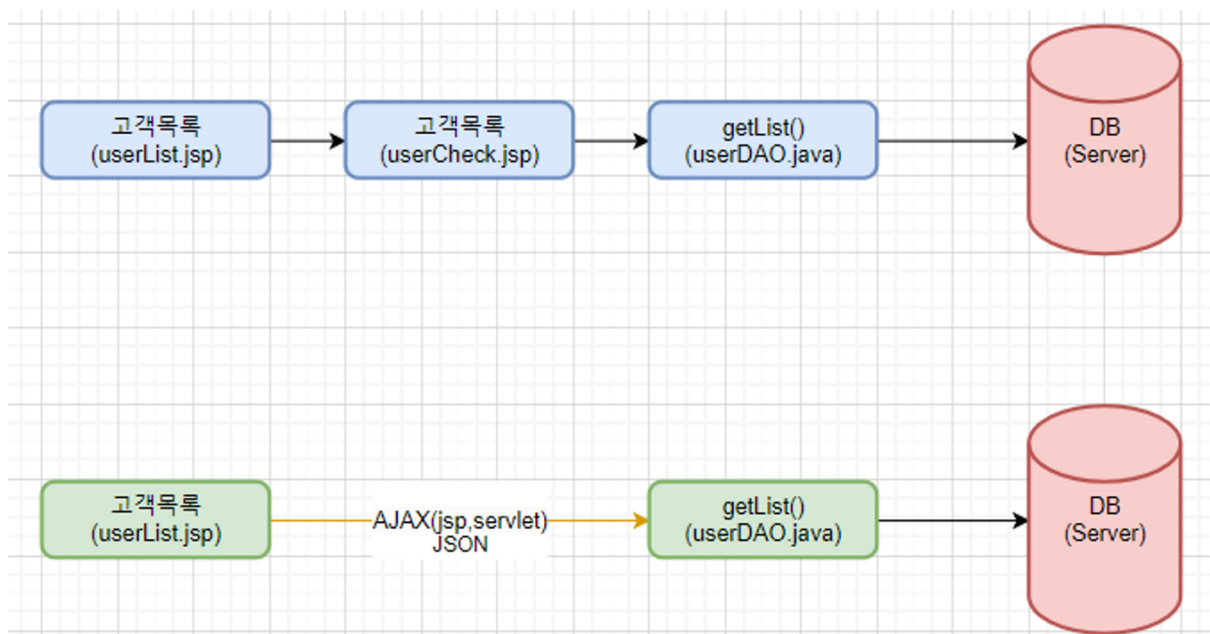 고객목록
(userList.jsp)
고객목록
(userCheck.jsp)
getList()
(userDAO.java)
DB
(Server)
고객목록
(userList.jsp)
AJAX(jsp,servlet)
JSON
getList()
(userDAO.java)
DB
(Server)